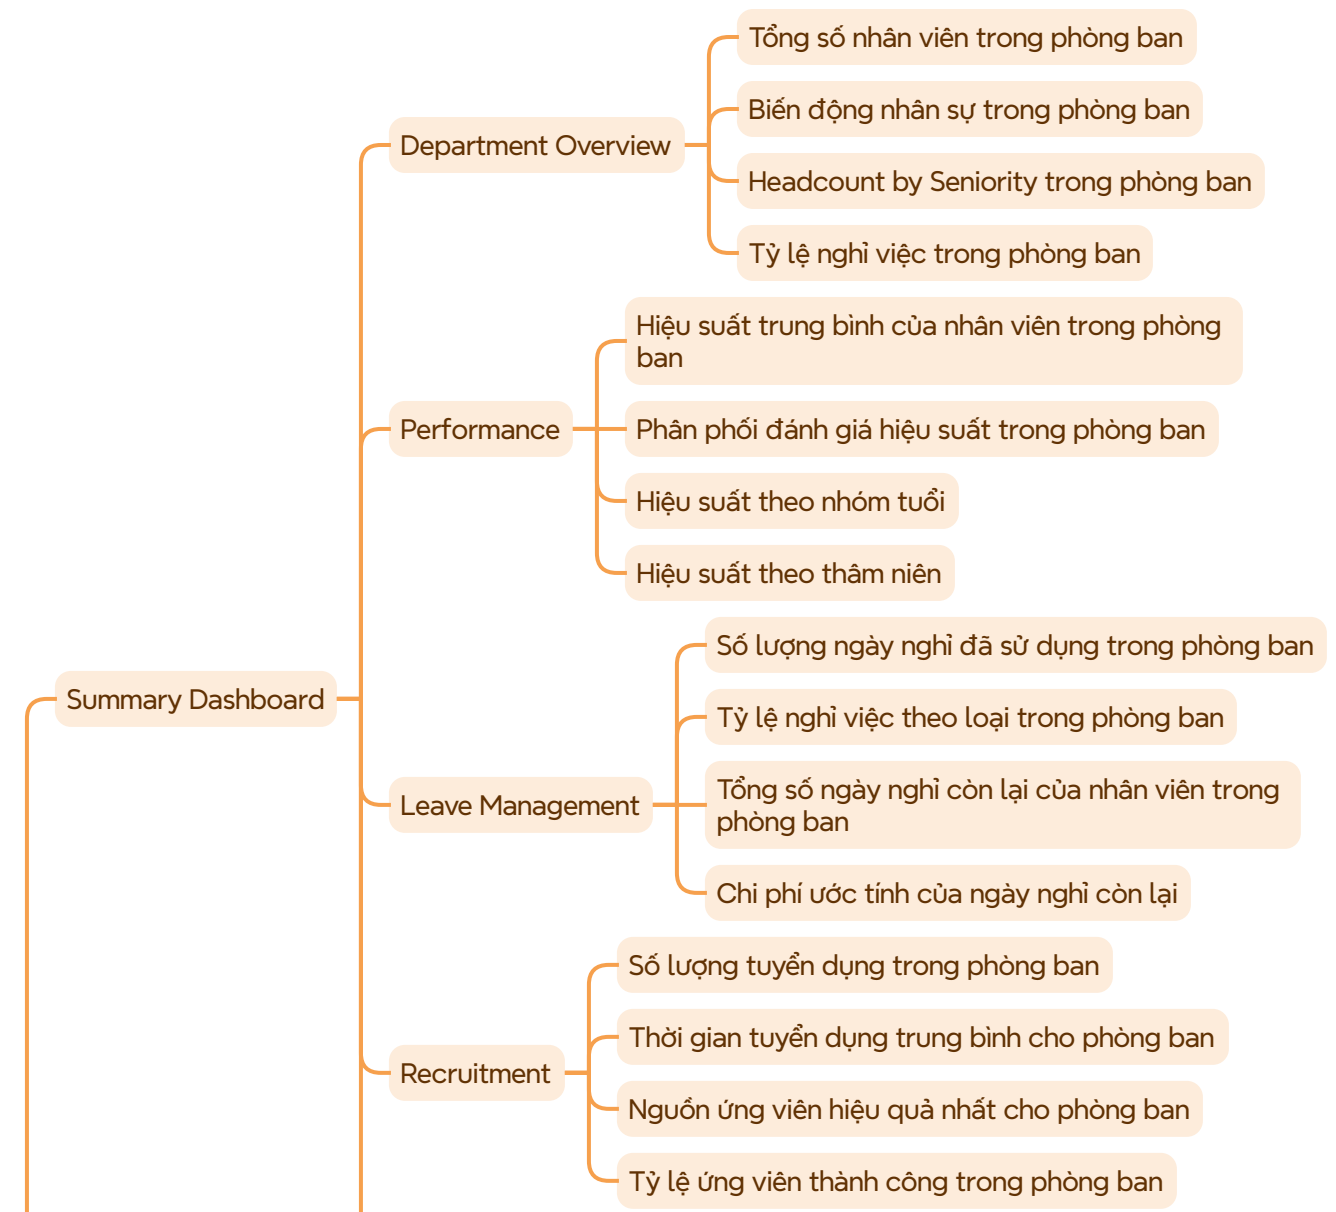 Tổng số nhân viên trong phòng ban
Biến động nhân sự trong phòng ban
Department Overview
Headcount by Seniority trong phòng ban
Tỷ lệ nghỉ việc trong phòng ban
Hiệu suất trung bình của nhân viên trong phòng
ban
Performance
Phân phối đánh giá hiệu suất trong phòng ban
Hiệu suất theo nhóm tuổi
Hiệu suất theo thâm niên
Summary Dashboard
Số lượng ngày nghỉ đã sử dụng trong phòng ban
Tỷ lệ nghỉ việc theo loại trong phòng ban
Leave Management
Tổng số ngày nghỉ còn lại của nhân viên trong
phòng ban
Chi phí ước tính của ngày nghỉ còn lại
Số lượng tuyển dụng trong phòng ban
Thời gian tuyển dụng trung bình cho phòng ban
Recruitment
Nguồn ứng viên hiệu quả nhất cho phòng ban
Tỷ lệ ứng viên thành công trong phòng ban